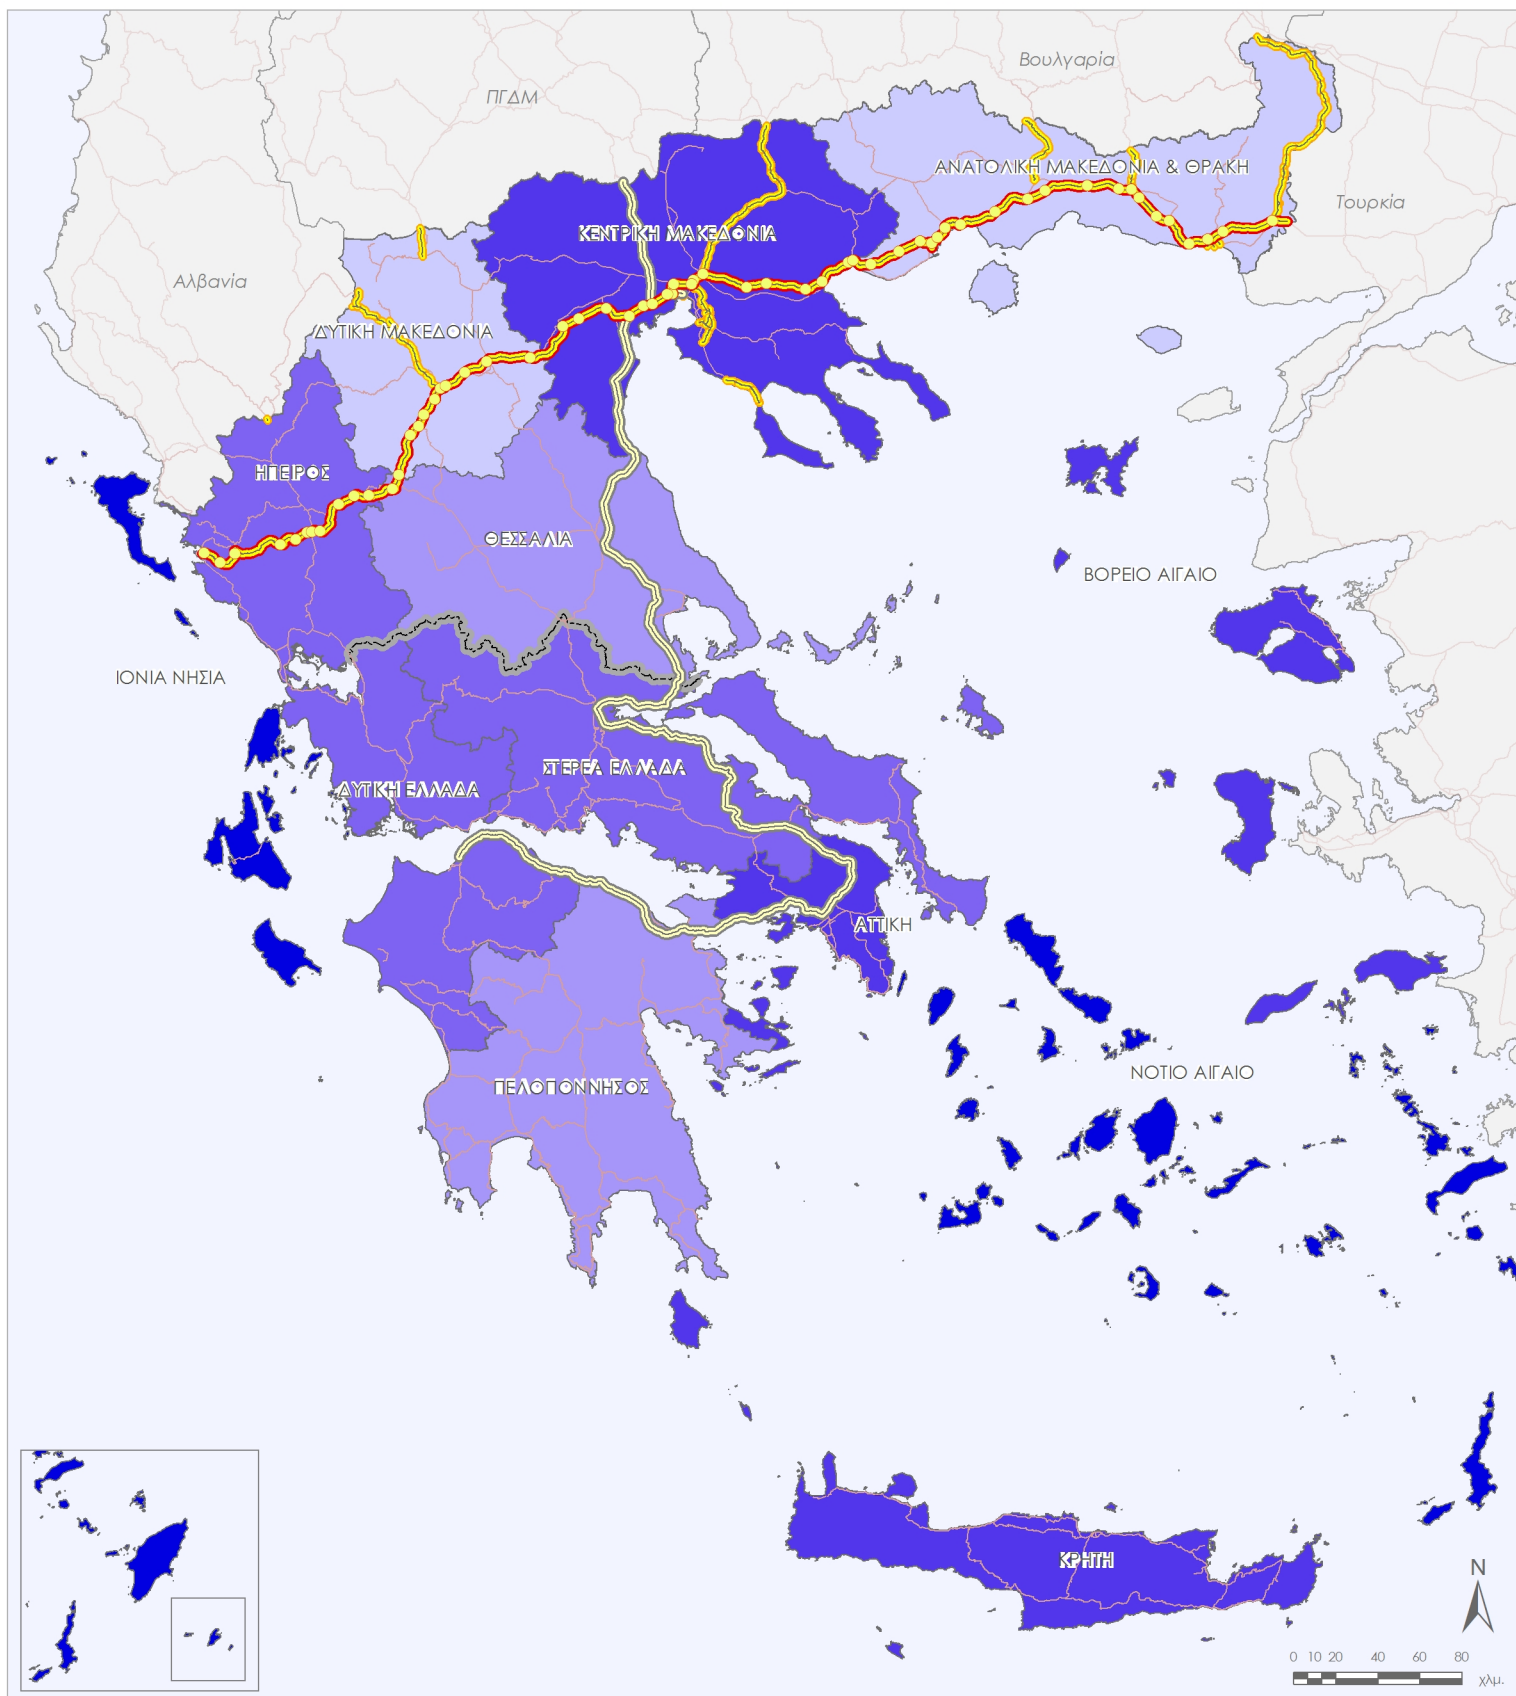 Βουλγαρία
ΠΓΔΜ
ΑΝΑΤΟΛΙΚΗ ΜΑΚΕΔΟΝΙΑ & ΘΡΑΚΗ
Τουρκία
ΚΕΝΤΡΙΚΗ ΜΑΚΕΔΟΝΙΑ
Αλβανία
ΔΥΤΙΚΗ ΜΑΚΕΔΟΝΙΑ
ΗΠΕΙΡΟΣ
ΘΕΣΣΑΛΙΑ
ΒΟΡΕΙΟ ΑΙΓΑΙΟ
ΙΟΝΙΑ ΝΗΣΙΑ
ΣΤΕΡΕΑ ΕΛΛΑΔΑ
ΔΥΤΙΚΗ ΕΛΛΑΔΑ
ΑΤΤΙΚΗ
ΝΟΤΙΟ ΑΙΓΑΙΟ
ΠΕΛΟΠΟΝΝΗΣΟΣ
ΚΡΗΤΗ
N
0 10 20 40 60 80
χλμ.